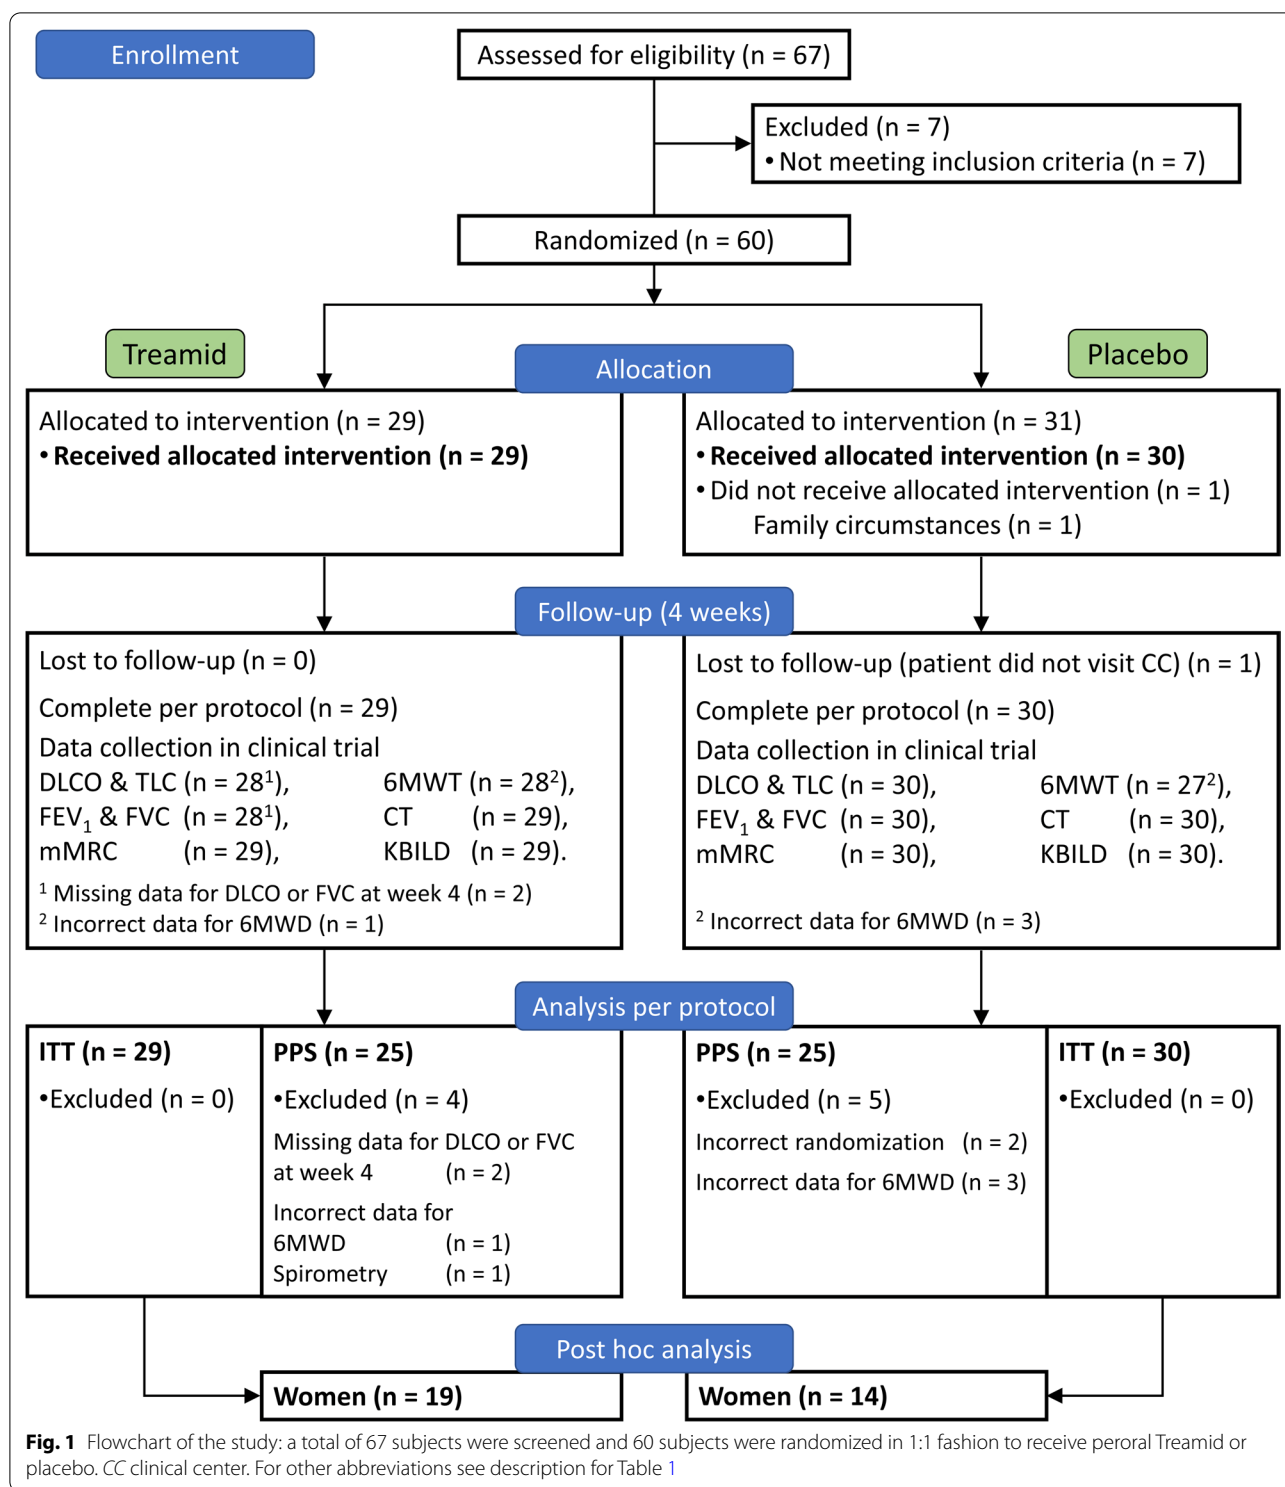 Enrollment
Assessed for eligibility (n = 67)
Excluded (n = 7)
• Not meeting inclusion criteria (n = 7)
Randomized (n = 60)
Treamid
Allocation
Placebo
Allocated to intervention (n = 29)
• Received allocated intervention (n = 29)
Allocated to intervention (n = 31)
• Received allocated intervention (n = 30)
• Did not receive allocated intervention (n = 1)
Family circumstances (n = 1)
Follow-up (4 weeks)
Lost to follow-up (n = 0)
Complete per protocol (n = 29)
Data collection in clinical trial
DLCO & TLC (n = 28¹), 6MWT (n = 28²),
FEV₁ & FVC (n = 28¹), CT (n = 29),
mMRC (n = 29), KBILD (n = 29).
¹ Missing data for DLCO or FVC at week 4 (n = 2)
² Incorrect data for 6MWD (n = 1)
Lost to follow-up (patient did not visit CC) (n = 1)
Complete per protocol (n = 30)
Data collection in clinical trial
DLCO & TLC (n = 30), 6MWT (n = 27²),
FEV₁ & FVC (n = 30), CT (n = 30),
mMRC (n = 30), KBILD (n = 30).
² Incorrect data for 6MWD (n = 3)
Analysis per protocol
ITT (n = 29)
•Excluded (n = 0)
PPS (n = 25)
•Excluded (n = 4)
Missing data for DLCO or FVC
at week 4 (n = 2)
Incorrect data for
6MWD (n = 1)
Spirometry (n = 1)
PPS (n = 25)
•Excluded (n = 5)
Incorrect randomization (n = 2)
Incorrect data for 6MWD (n = 3)
ITT (n = 30)
•Excluded (n = 0)
Post hoc analysis
Women (n = 19)
Women (n = 14)
Fig. 1 Flowchart of the study: a total of 67 subjects were screened and 60 subjects were randomized in 1:1 fashion to receive peroral Treamid or
placebo. CC clinical center. For other abbreviations see description for Table 1